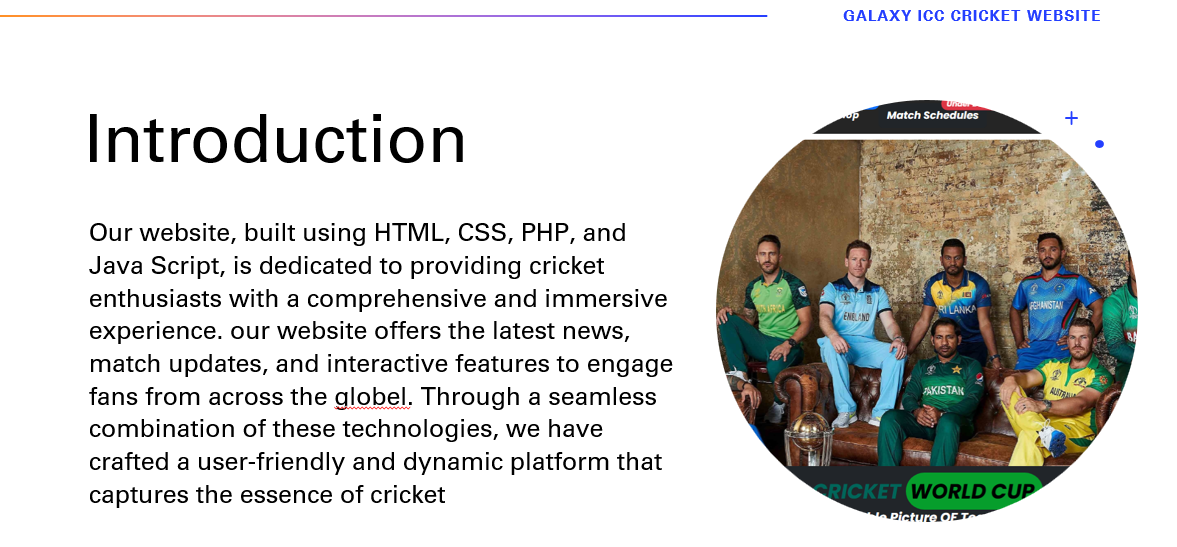 GALAXY ICC CRICKET WEBSITE
Introduction
Our website, built using HTML, CSS, PHP, and
Java Script, is dedicated to providing cricket
enthusiasts with a comprehensive and immersive
experience. our website offers the latest news,
match updates, and interactive features to engage
fans from across the globel. Through a seamless
combination of these technologies, we have
crafted a user-friendly and dynamic platform that
captures the essence of cricket
Match Schedules
ENGLAND
SRI LANKA
AFGHANISTAN
PAKISTAN
CRICKET WORLD CUP
Picture OF